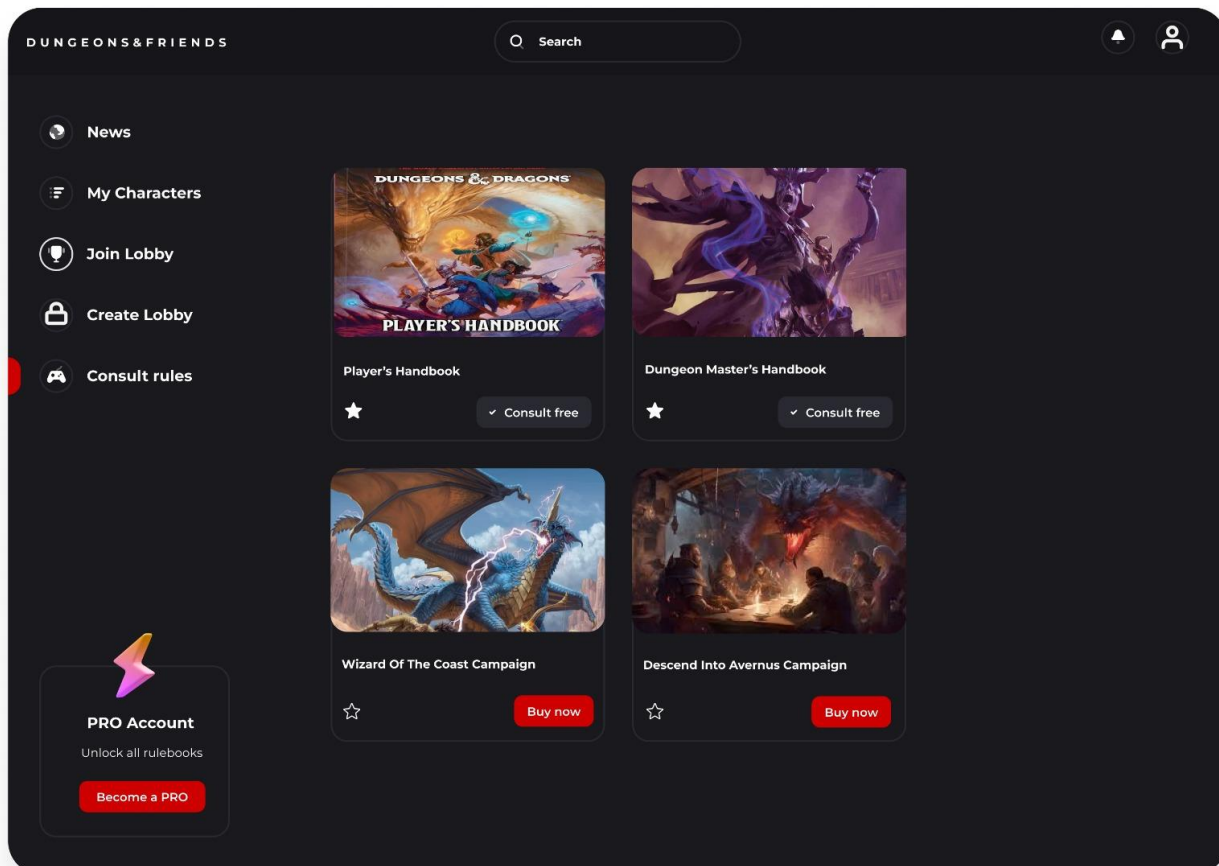 DUNGEONS&FRIENDS
Search
News
My Characters
Join Lobby
Create Lobby
Consult rules
DUNGEONS & DRAGONS
PLAYER'S HANDBOOK
Player's Handbook
Consult free
Dungeon Master's Handbook
Consult free
Wizard Of The Coast Campaign
Buy now
Descend Into Avernus Campaign
Buy now
PRO Account
Unlock all rulebooks
Become a PRO